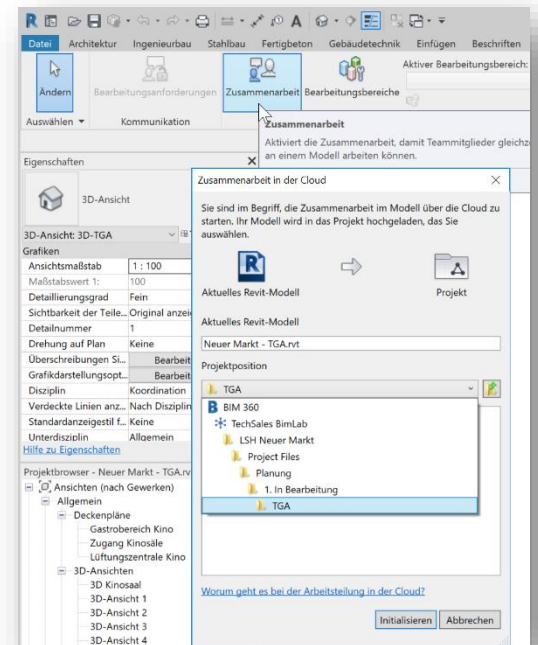 Datei Architektur Ingenieurbau Stahlbau Fertigbeton Gebäudetechnik Einfügen Beschriften
Ändern Bearbeitungsanforderungen Zusammenarbeit Bearbeitungsbereiche Aktiver Bearbeitungsbereich:
Auswählen Kommunikation
Zusammenarbeit
Aktiviert die Zusammenarbeit, damit Teammitglieder gleichze
an einem Modell arbeiten können.
Eigenschaften
3D-Ansicht
3D-Ansicht: 3D-TGA
Grafiken
Ansichtsmaßstab 1 : 100
Maßstabswert 1: 100
Detaillierungsgrad Fein
Sichtbarkeit der Teile... Original anzei
Detailnummer 1
Drehung auf Plan Keine
Überschreibungen Si... Bearbeit
Grafikdarstellungsopt... Bearbeit
Disziplin Koordination
Verdeckte Linien anz... Nach Disziplin
Standardanzeigestil f... Keine
Unterdisziplin Allgemein
Hilfe zu Eigenschaften
Projektbrowser - Neuer Markt - TGA.rv
Ansichten (nach Gewerken)
Allgemein
Deckenpläne
Gastrobereich Kino
Zugang Kinosäle
Lüftungszentrale Kino
3D-Ansichten
3D Kinosaal
3D-Ansicht 1
3D-Ansicht 2
3D-Ansicht 3
3D-Ansicht 4
Zusammenarbeit in der Cloud
Sie sind im Begriff, die Zusammenarbeit im Modell über die Cloud zu
starten. Ihr Modell wird in das Projekt hochgeladen, das Sie
auswählen.
Aktuelles Revit-Modell Projekt
Aktuelles Revit-Modell
Neuer Markt - TGA.rvt
Projektposition
TGA
BIM 360
TechSales BimLab
LSH Neuer Markt
Project Files
Planung
1. In Bearbeitung
TGA
Worum geht es bei der Arbeitsteilung in der Cloud?
Initialisieren Abbrechen